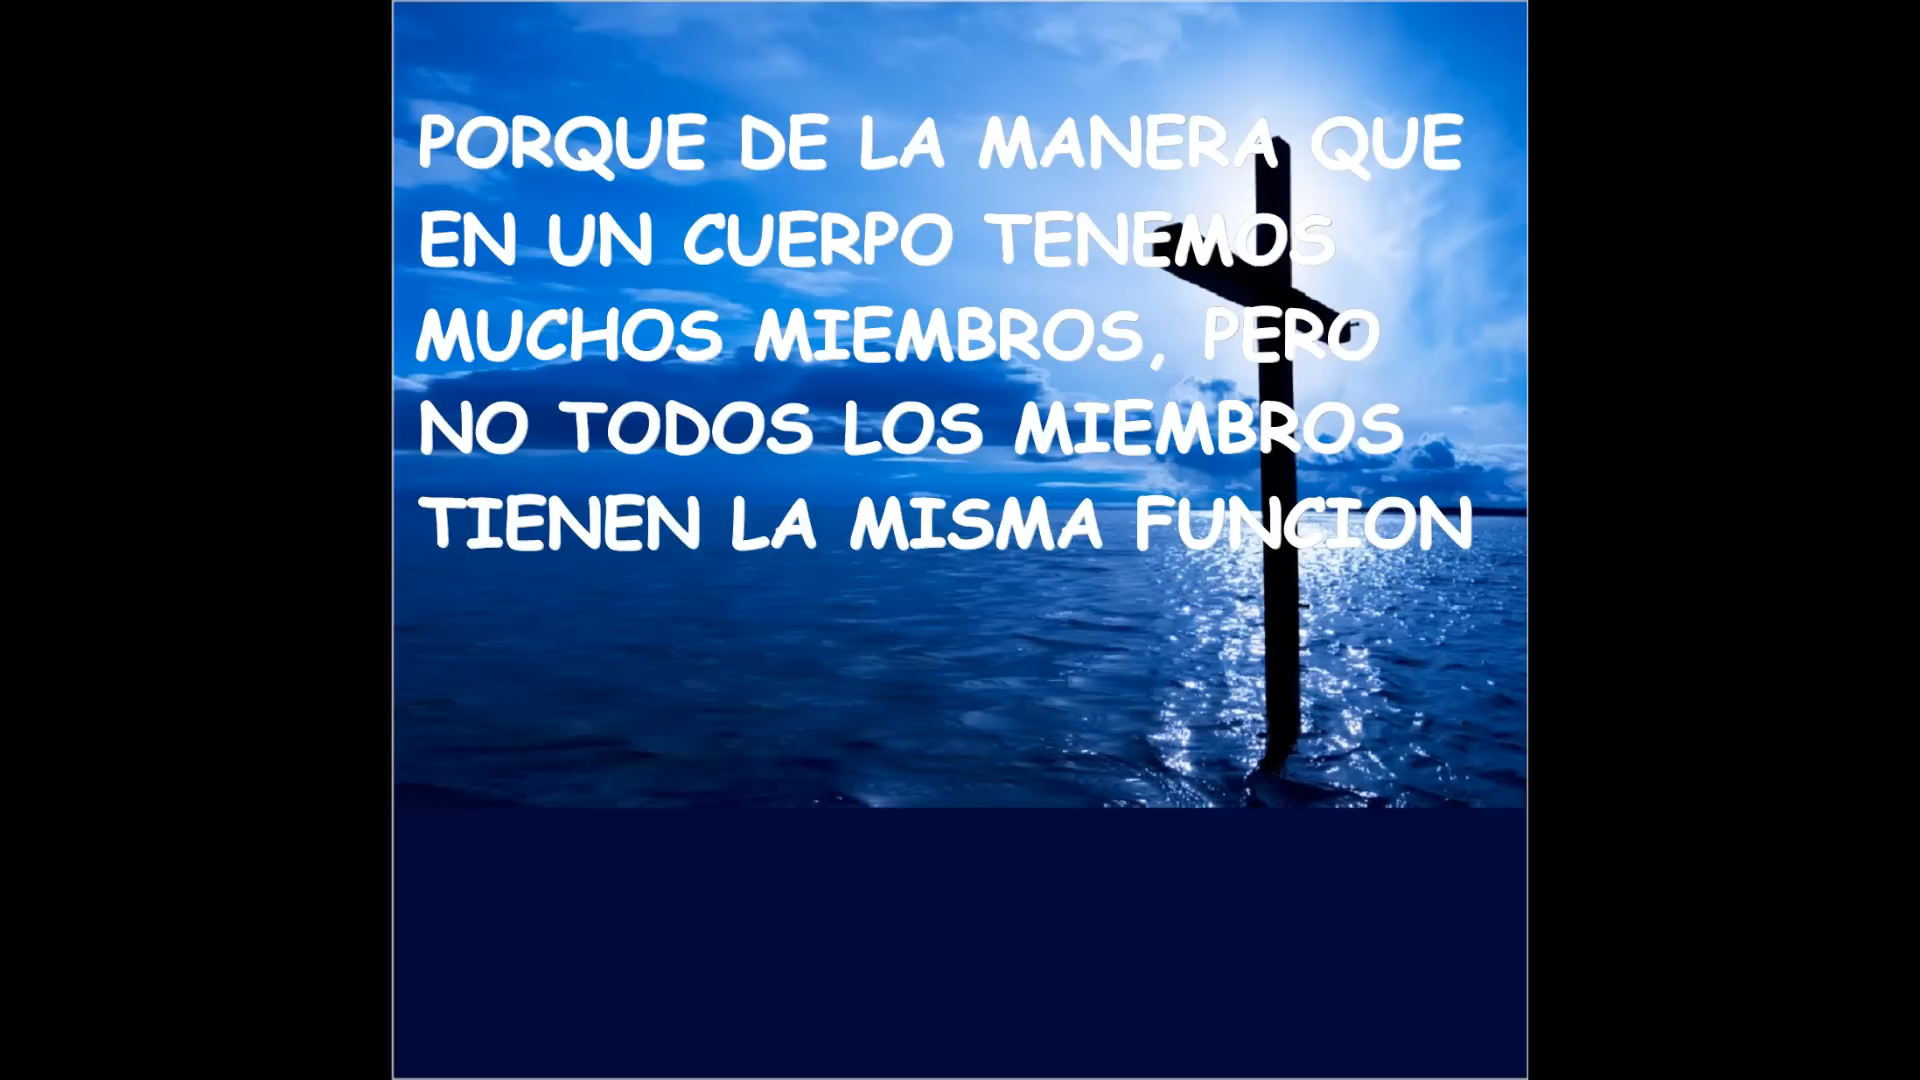 PORQUE DE LA MANERA QUE
EN UN CUERPO TENEMOS
MUCHOS MIEMBROS, PERO
NO TODOS LOS MIEMBROS
TIENEN LA MISMA FUNCION